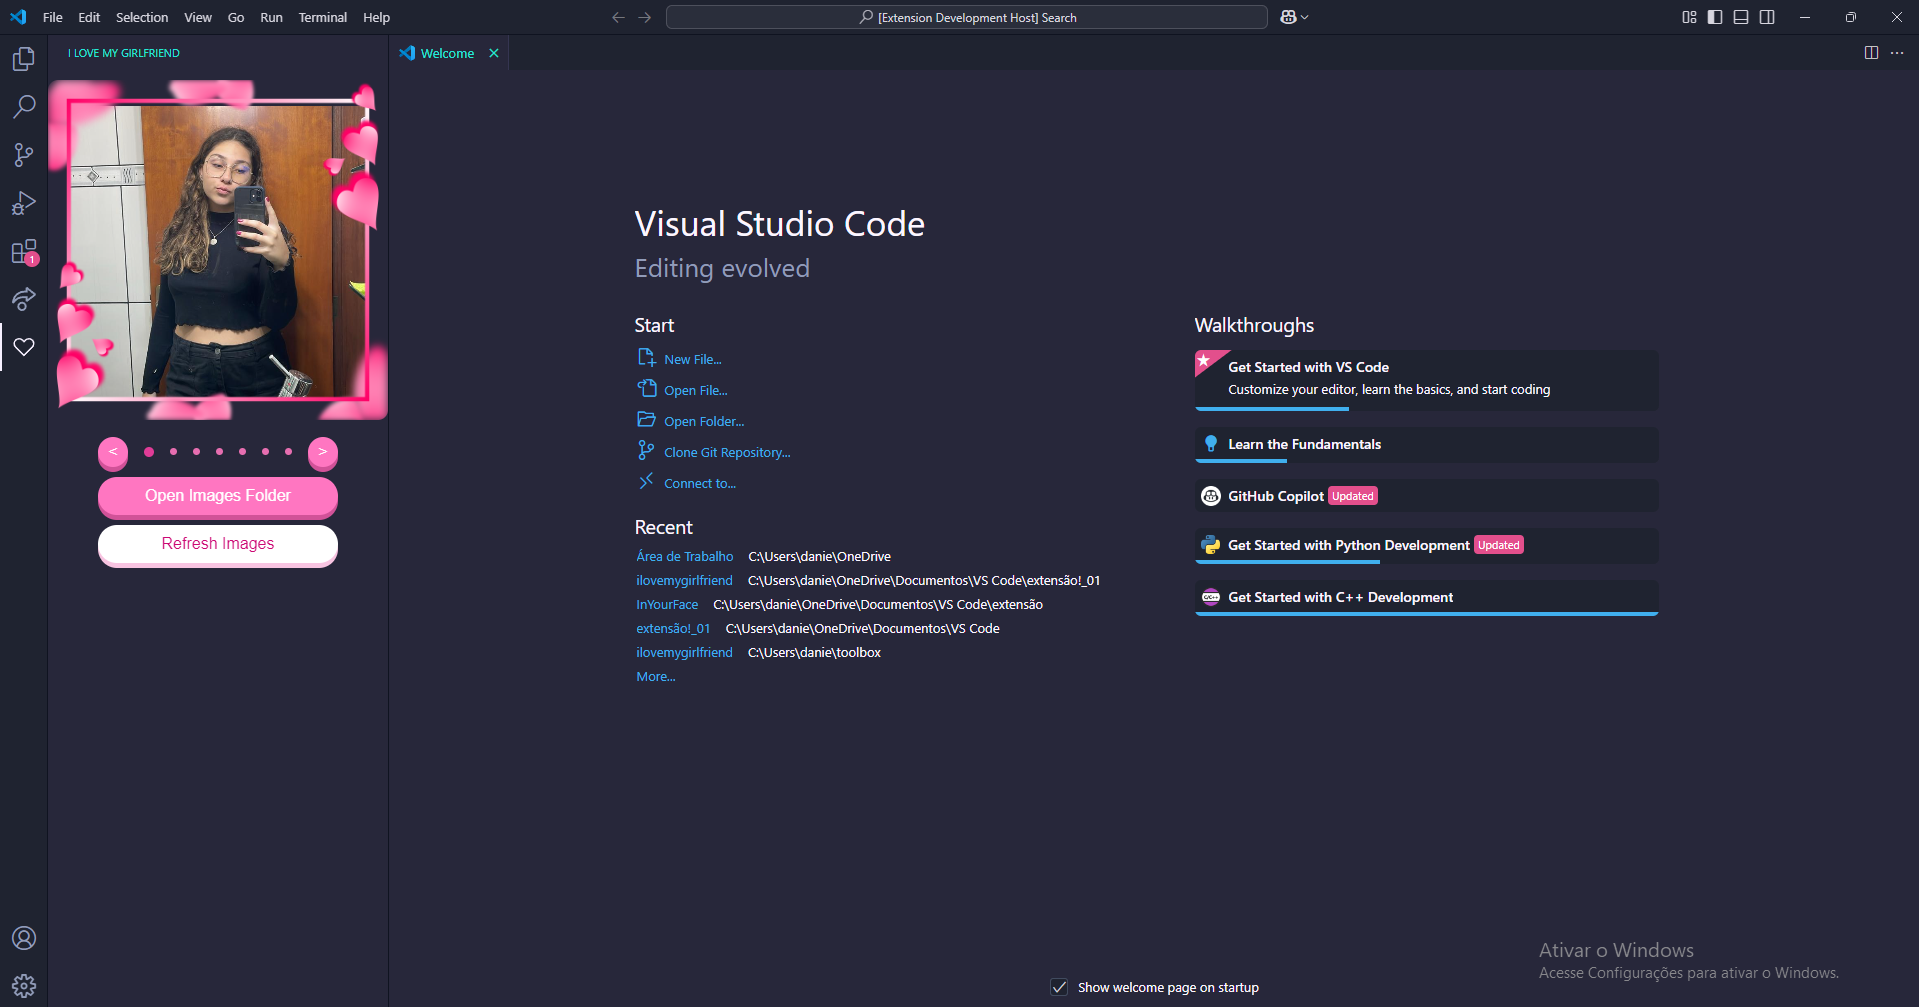 File Edit Selection View Go Run Terminal Help
[Extension Development Host] Search
I LOVE MY GIRLFRIEND
Welcome
< >
Open Images Folder
Refresh Images
1
Visual Studio Code
Editing evolved
Start
New File...
Open File...
Open Folder...
Clone Git Repository...
Connect to...
Recent
Área de Trabalho C:\Users\danie\OneDrive
ilovemygirlfriend C:\Users\danie\OneDrive\Documentos\VS Code\extensão!_01
InYourFace C:\Users\danie\OneDrive\Documentos\VS Code\extensão
extensão!_01 C:\Users\danie\OneDrive\Documentos\VS Code
ilovemygirlfriend C:\Users\danie\toolbox
More...
Walkthroughs
Get Started with VS Code
Customize your editor, learn the basics, and start coding
Learn the Fundamentals
GitHub Copilot Updated
Get Started with Python Development Updated
C/C++ Get Started with C++ Development
Show welcome page on startup
Ativar o Windows
Acesse Configurações para ativar o Windows.